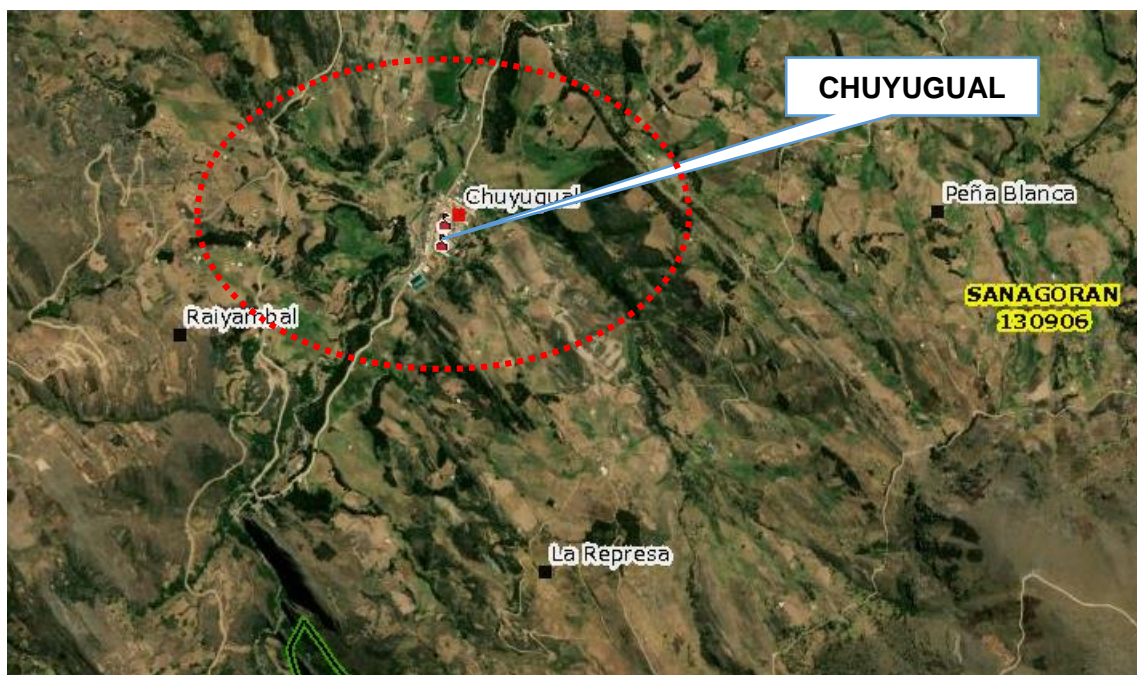 CHUYUGUAL
Chuyugual
Peña Blanca
SANAGORAN
130906
Raiyambal
La Represa